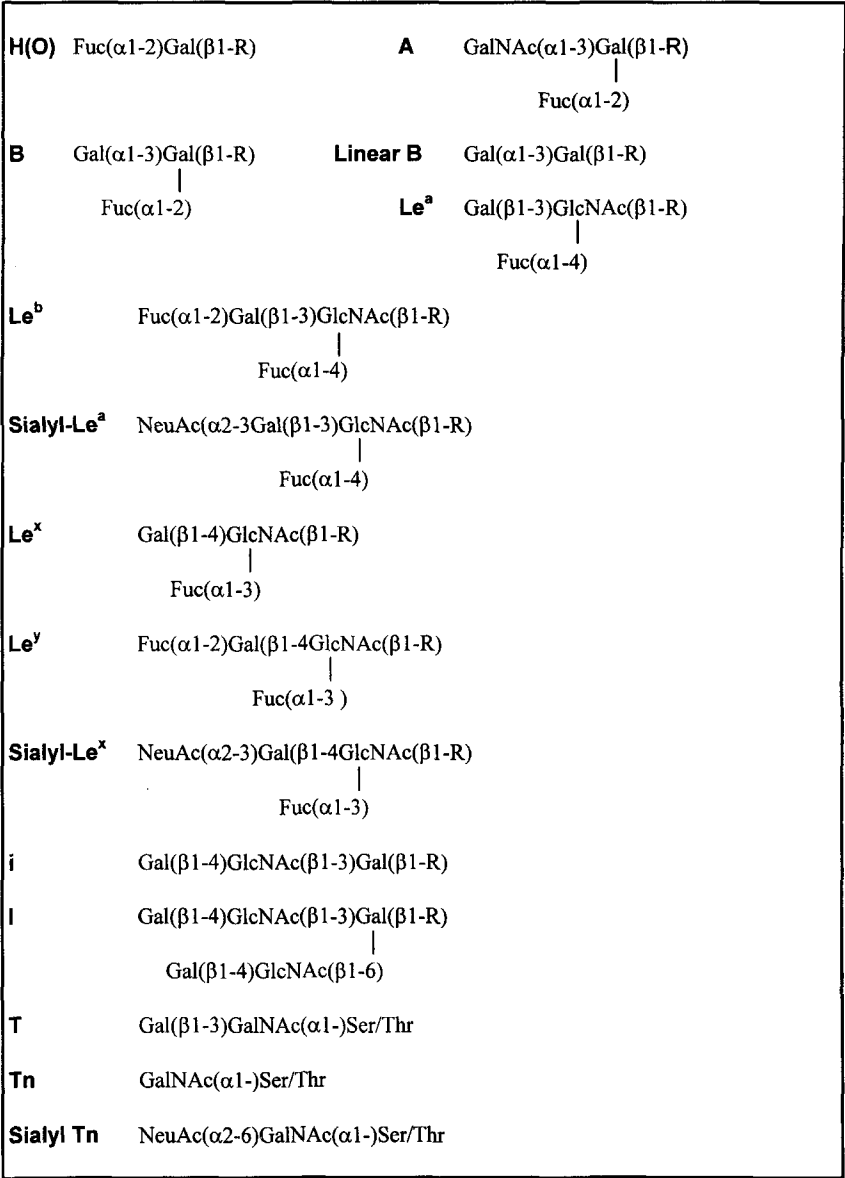 H(O) Fuc(α1-2)Gal(β1-R) A GalNAc(α1-3)Gal(β1-R)
Fuc(α1-2)
B Gal(α1-3)Gal(β1-R) Linear B Gal(α1-3)Gal(β1-R)
Fuc(α1-2) Le^a Gal(β1-3)GlcNAc(β1-R)
Fuc(α1-4)
Le^b Fuc(α1-2)Gal(β1-3)GlcNAc(β1-R)
Fuc(α1-4)
Sialyl-Le^a NeuAc(α2-3Gal(β1-3)GlcNAc(β1-R)
Fuc(α1-4)
Le^x Gal(β1-4)GlcNAc(β1-R)
Fuc(α1-3)
Le^y Fuc(α1-2)Gal(β1-4GlcNAc(β1-R)
Fuc(α1-3 )
Sialyl-Le^x NeuAc(α2-3)Gal(β1-4GlcNAc(β1-R)
Fuc(α1-3)
i Gal(β1-4)GlcNAc(β1-3)Gal(β1-R)
I Gal(β1-4)GlcNAc(β1-3)Gal(β1-R)
Gal(β1-4)GlcNAc(β1-6)
T Gal(β1-3)GalNAc(α1-)Ser/Thr
Tn GalNAc(α1-)Ser/Thr
Sialyl Tn NeuAc(α2-6)GalNAc(α1-)Ser/Thr